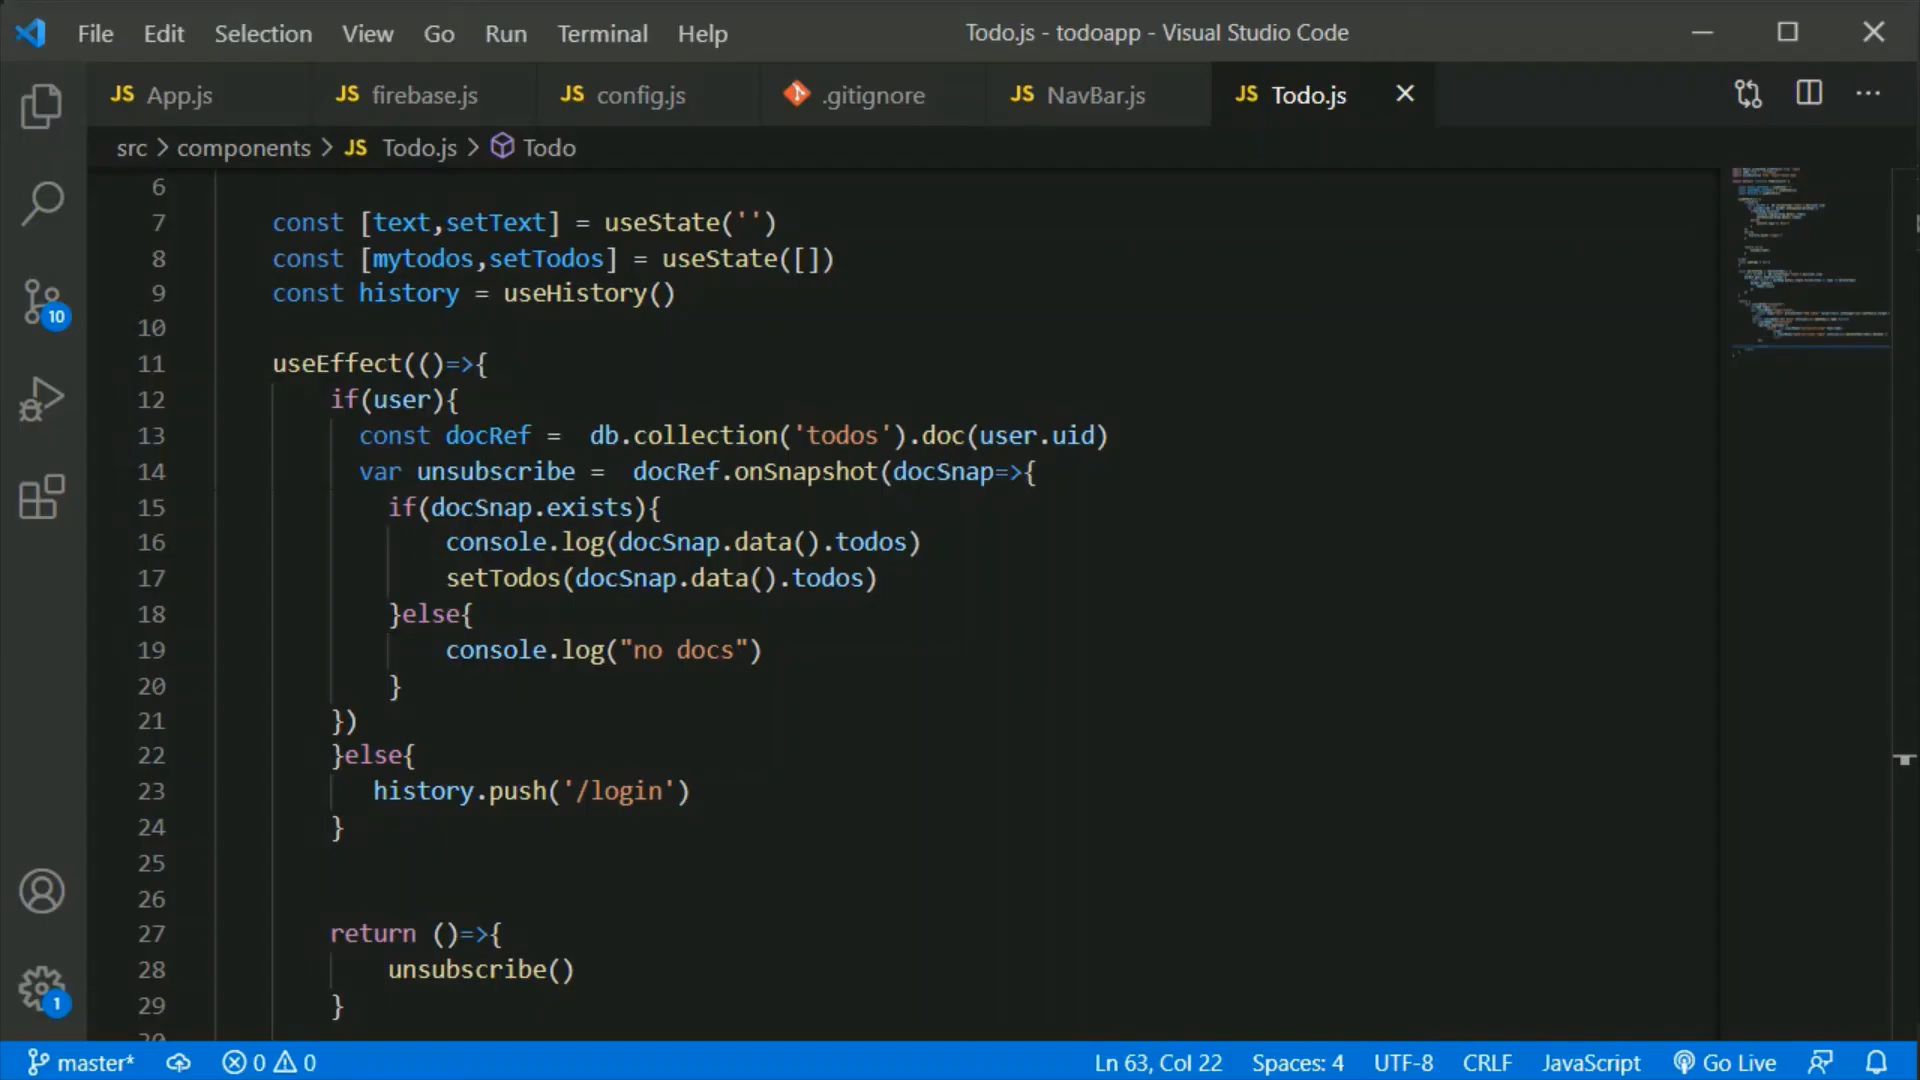 File Edit Selection View Go Run Terminal Help Todo.js - todoapp - Visual Studio Code
JS App.js JS firebase.js JS config.js .gitignore JS NavBar.js JS Todo.js
src > components > JS Todo.js > Todo
6
7 const [text,setText] = useState('')
8 const [mytodos,setTodos] = useState([])
9 const history = useHistory()
10
11 useEffect(()=>{
12 if(user){
13 const docRef =  db.collection('todos').doc(user.uid)
14 var unsubscribe =  docRef.onSnapshot(docSnap=>{
15 if(docSnap.exists){
16 console.log(docSnap.data().todos)
17 setTodos(docSnap.data().todos)
18 }else{
19 console.log("no docs")
20 }
21 })
22 }else{
23 history.push('/login')
24 }
25
26
27 return ()=>{
28 unsubscribe()
29 }
10
1
master* 0 0 Ln 63, Col 22 Spaces: 4 UTF-8 CRLF JavaScript Go Live